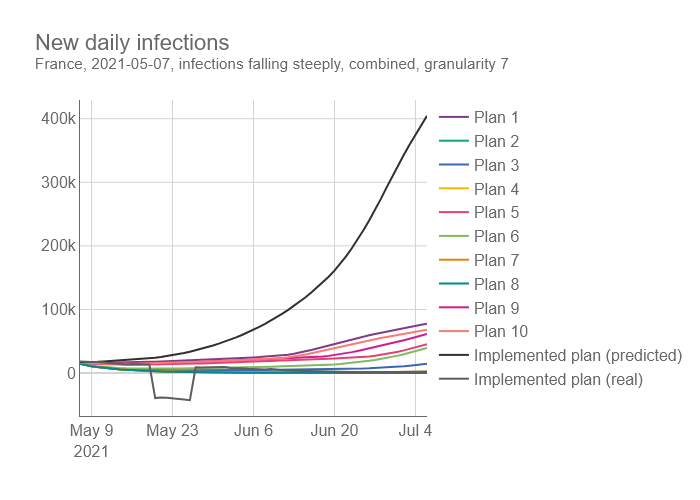 New daily infections
France, 2021-05-07, infections falling steeply, combined, granularity 7
400k
300k
200k
100k
0
May 9
2021
May 23
Jun 6
Jun 20
Jul 4
Plan 1
Plan 2
Plan 3
Plan 4
Plan 5
Plan 6
Plan 7
Plan 8
Plan 9
Plan 10
Implemented plan (predicted)
Implemented plan (real)